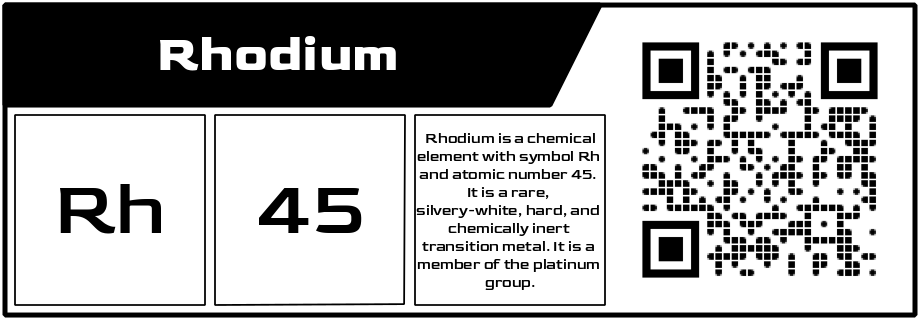 Rhodium
Rh
45
Rhodium is a chemical
element with symbol Rh
and atomic number 45.
It is a rare,
silvery-white, hard, and
chemically inert
transition metal. It is a
member of the platinum
group.